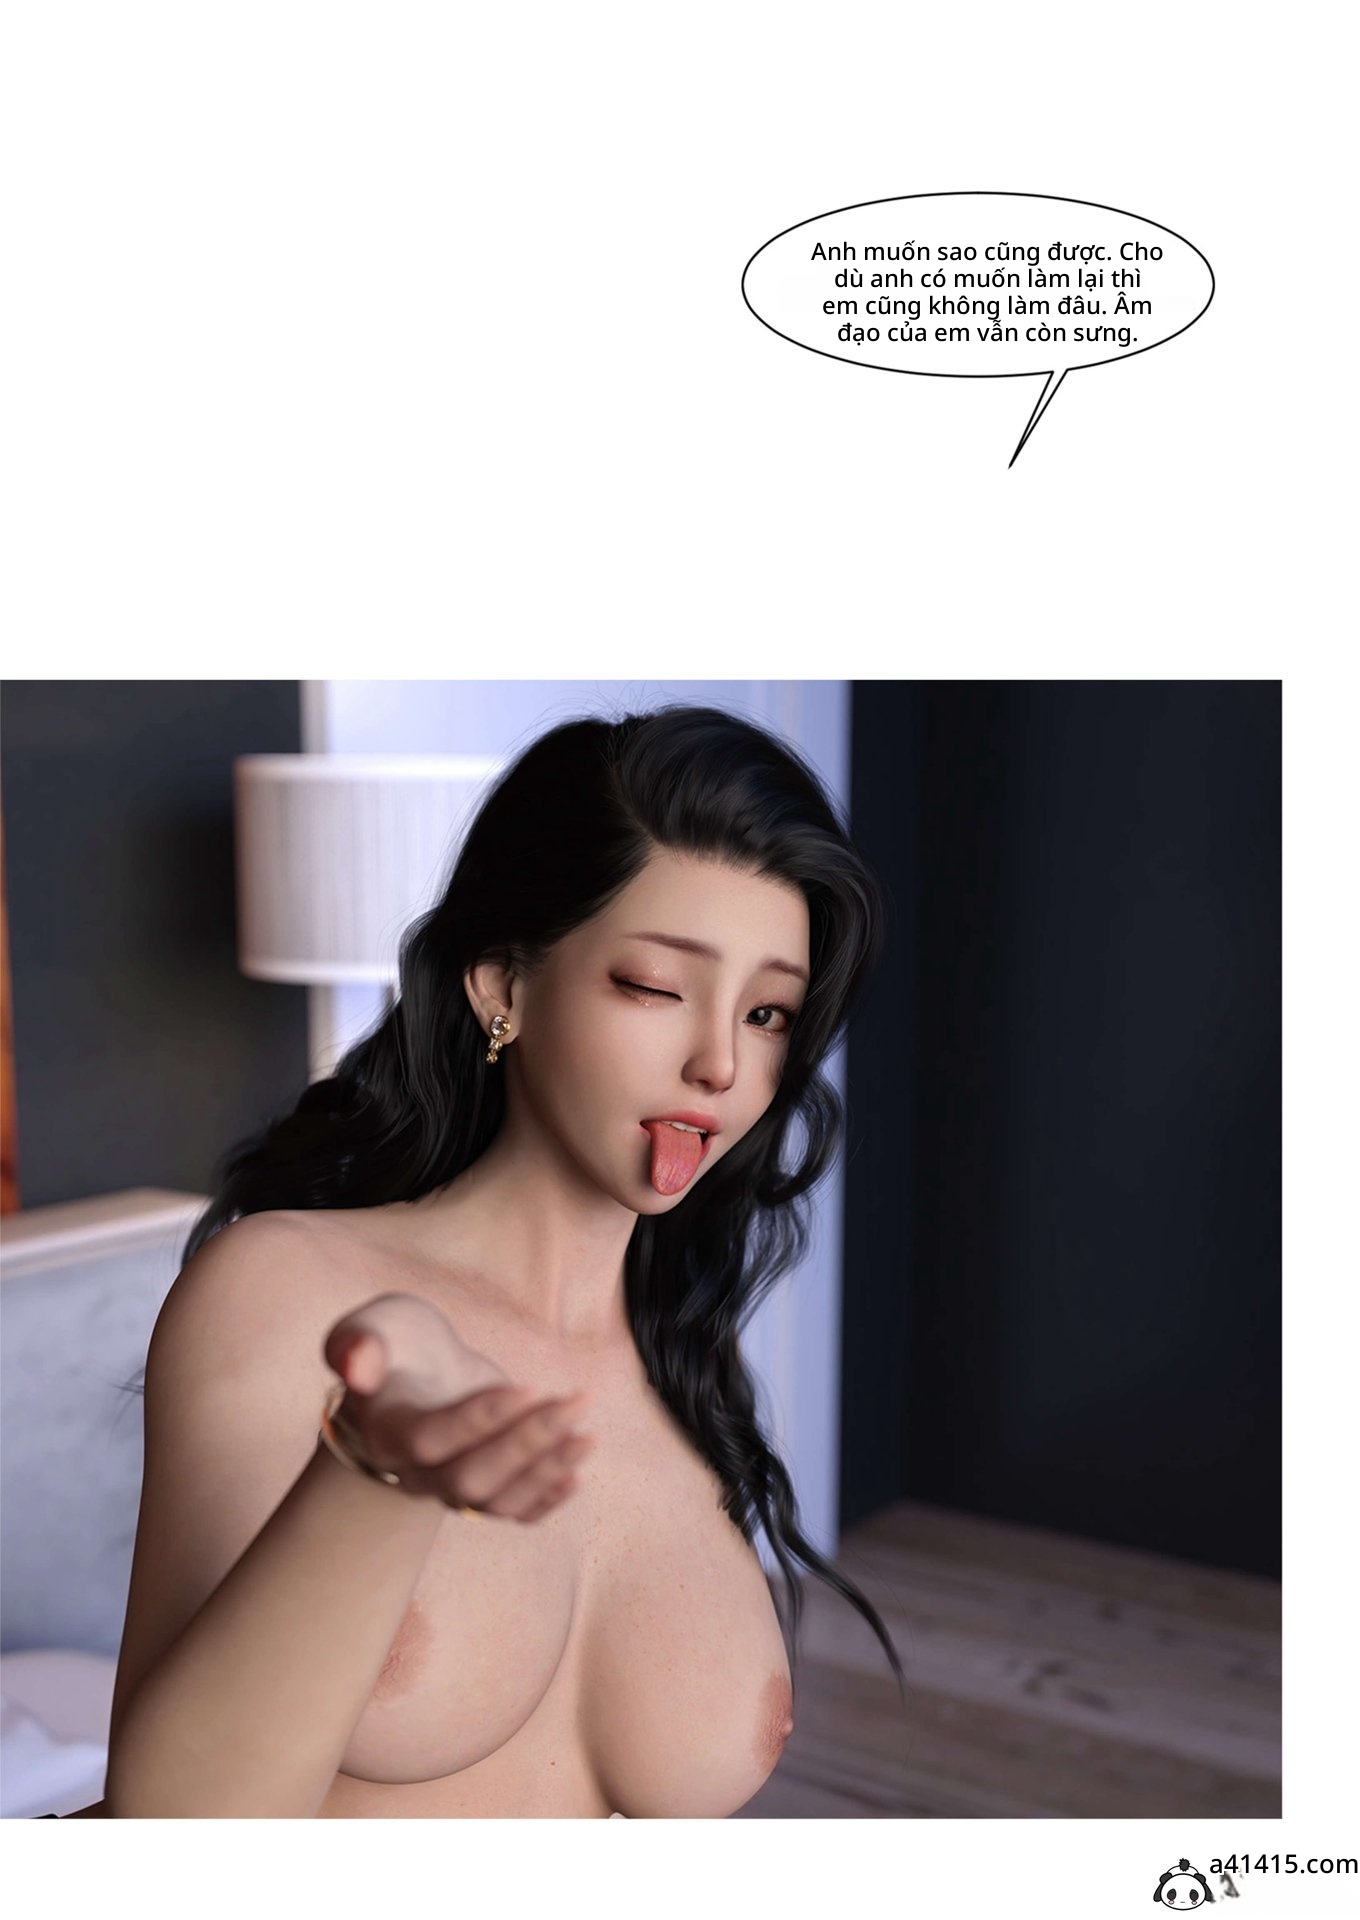 Anh muốn sao cũng được. Cho
dù anh có muốn làm lại thì
em cũng không làm đâu. Âm
đạo của em vẫn còn sưng.
a41415.com